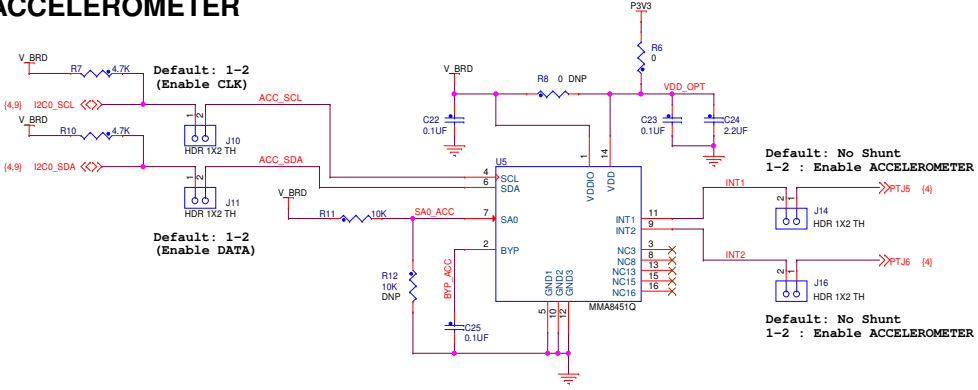 ACCELEROMETER
P3V3
R6
0
V_BRD
R7
4.7K
Default: 1-2
(Enable CLK)
V_BRD
R8
0 DNP
VDD_OPT
{4,9}
I2C0_SCL
ACC_SCL
V_BRD
C22
0.1UF
C23
0.1UF
C24
2.2UF
1
2
J10
HDR 1X2 TH
R10
4.7K
{4,9}
I2C0_SDA
ACC_SDA
1
2
J11
HDR 1X2 TH
Default: 1-2
(Enable DATA)
V_BRD
R11
10K
SA0_ACC
R12
10K
DNP
BYP_ACC
C25
0.1UF
U5
1
14
VDDIO
VDD
4
SCL
6
SDA
7
SA0
2
BYP
11
INT1
9
INT2
3
NC3
8
NC8
13
NC13
15
NC15
16
NC16
GND1
GND2
GND3
5
10
12
MMA8451Q
Default: No Shunt
1-2 : Enable ACCELEROMETER
INT1
2
1
PTJ5
{4}
J14
HDR 1X2 TH
INT2
2
1
PTJ6
{4}
J16
HDR 1X2 TH
Default: No Shunt
1-2 : Enable ACCELEROMETER